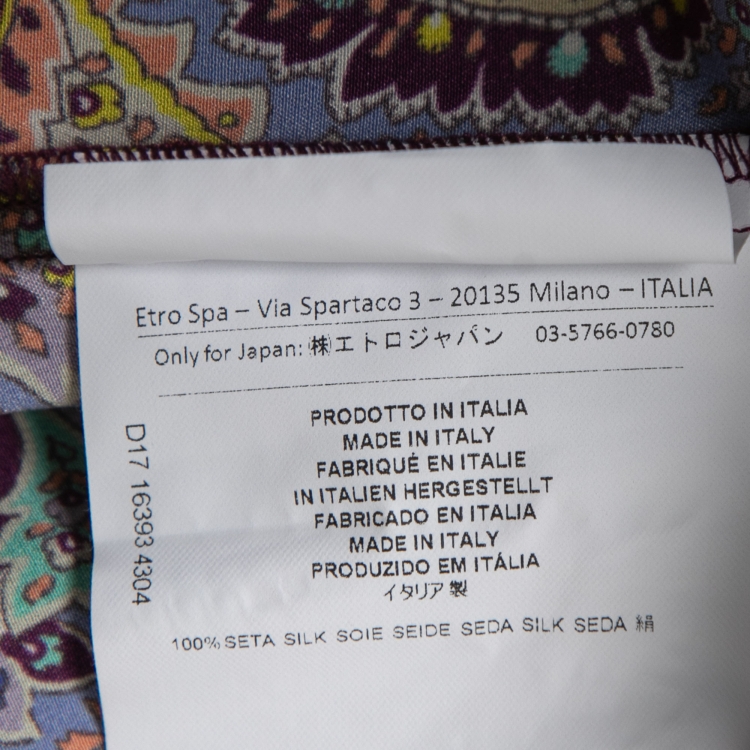 Etro Spa – Via Spartaco 3 – 20135 Milano – ITALIA
Only for Japan: ㈱エトロジャパン 03-5766-0780
PRODOTTO IN ITALIA
MADE IN ITALY
FABRIQUÉ EN ITALIE
IN ITALIEN HERGESTELLT
FABRICADO EN ITALIA
MADE IN ITALY
PRODUZIDO EM ITÁLIA
イタリア製
100% SETA SILK SOIE SEIDE SEDA SILK SEDA 絹
D17 16393 4304